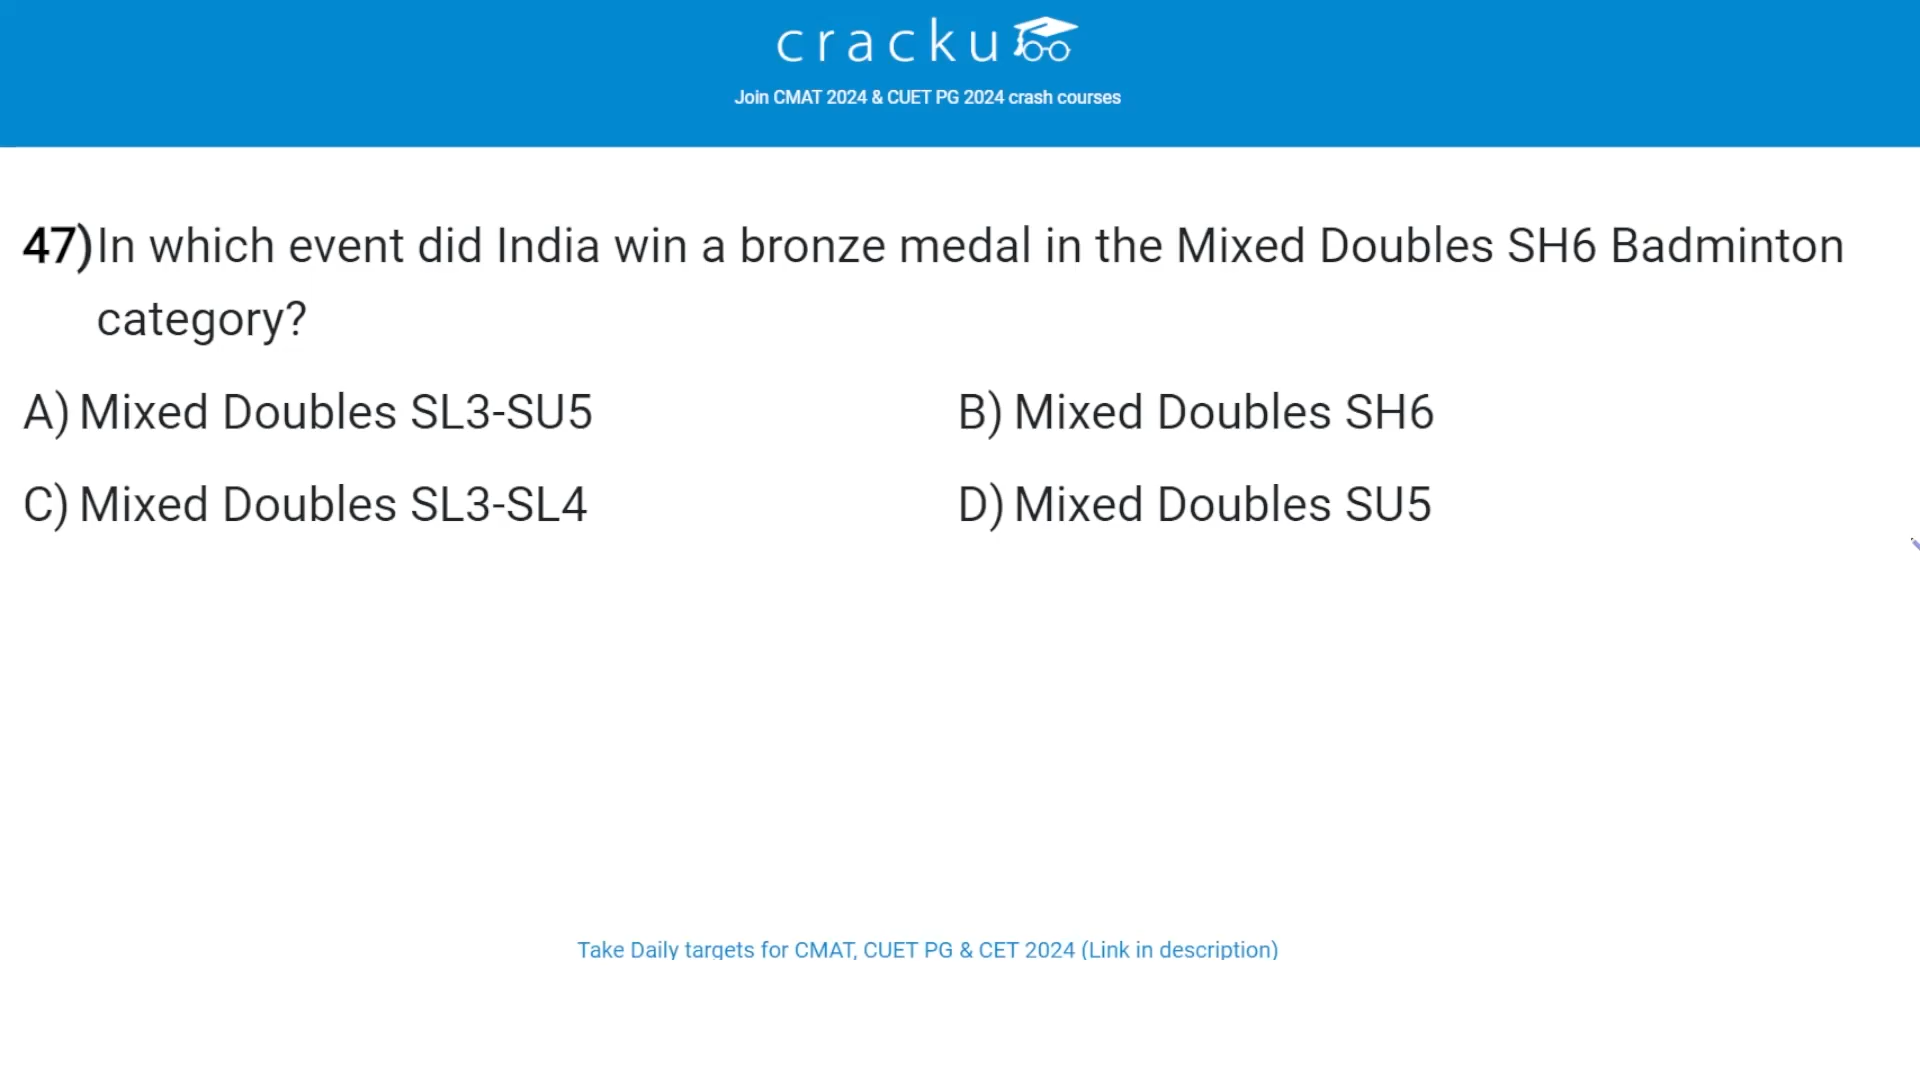 cracku
Join CMAT 2024 & CUET PG 2024 crash courses
47)In which event did India win a bronze medal in the Mixed Doubles SH6 Badminton
category?
A) Mixed Doubles SL3-SU5
B) Mixed Doubles SH6
C) Mixed Doubles SL3-SL4
D) Mixed Doubles SU5
Take Daily targets for CMAT, CUET PG & CET 2024 (Link in description)